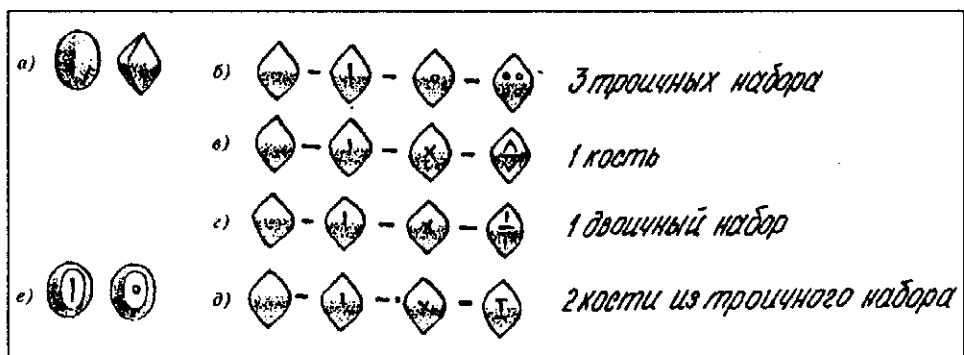 а)
б) 3 троичных набора
в) 1 кость
г) 1 двоичный набор
е)
д) 2 кости из троичного набора